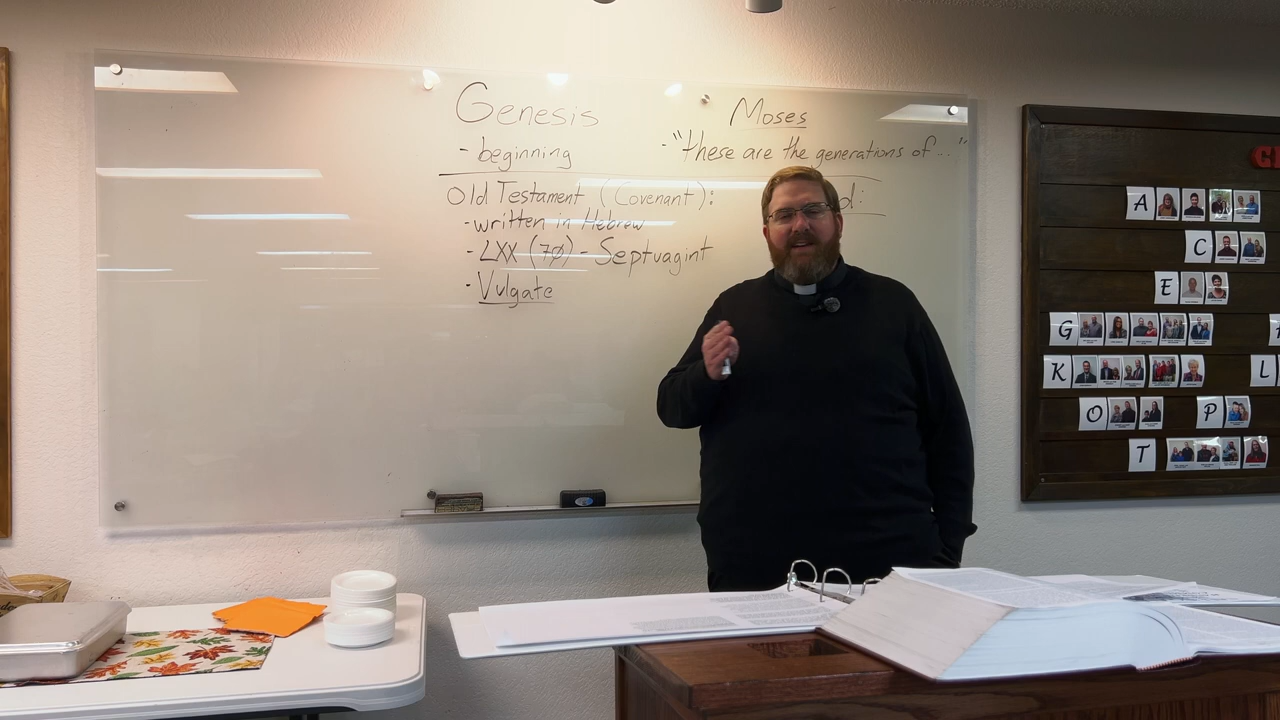 Genesis
- beginning
Old Testament (Covenant):
- written in Hebrew
- LXX (70) - Septuagint
- Vulgate
Moses
- "these are the generations of ..."
d:
A
C
E
G
K
L
O
P
T